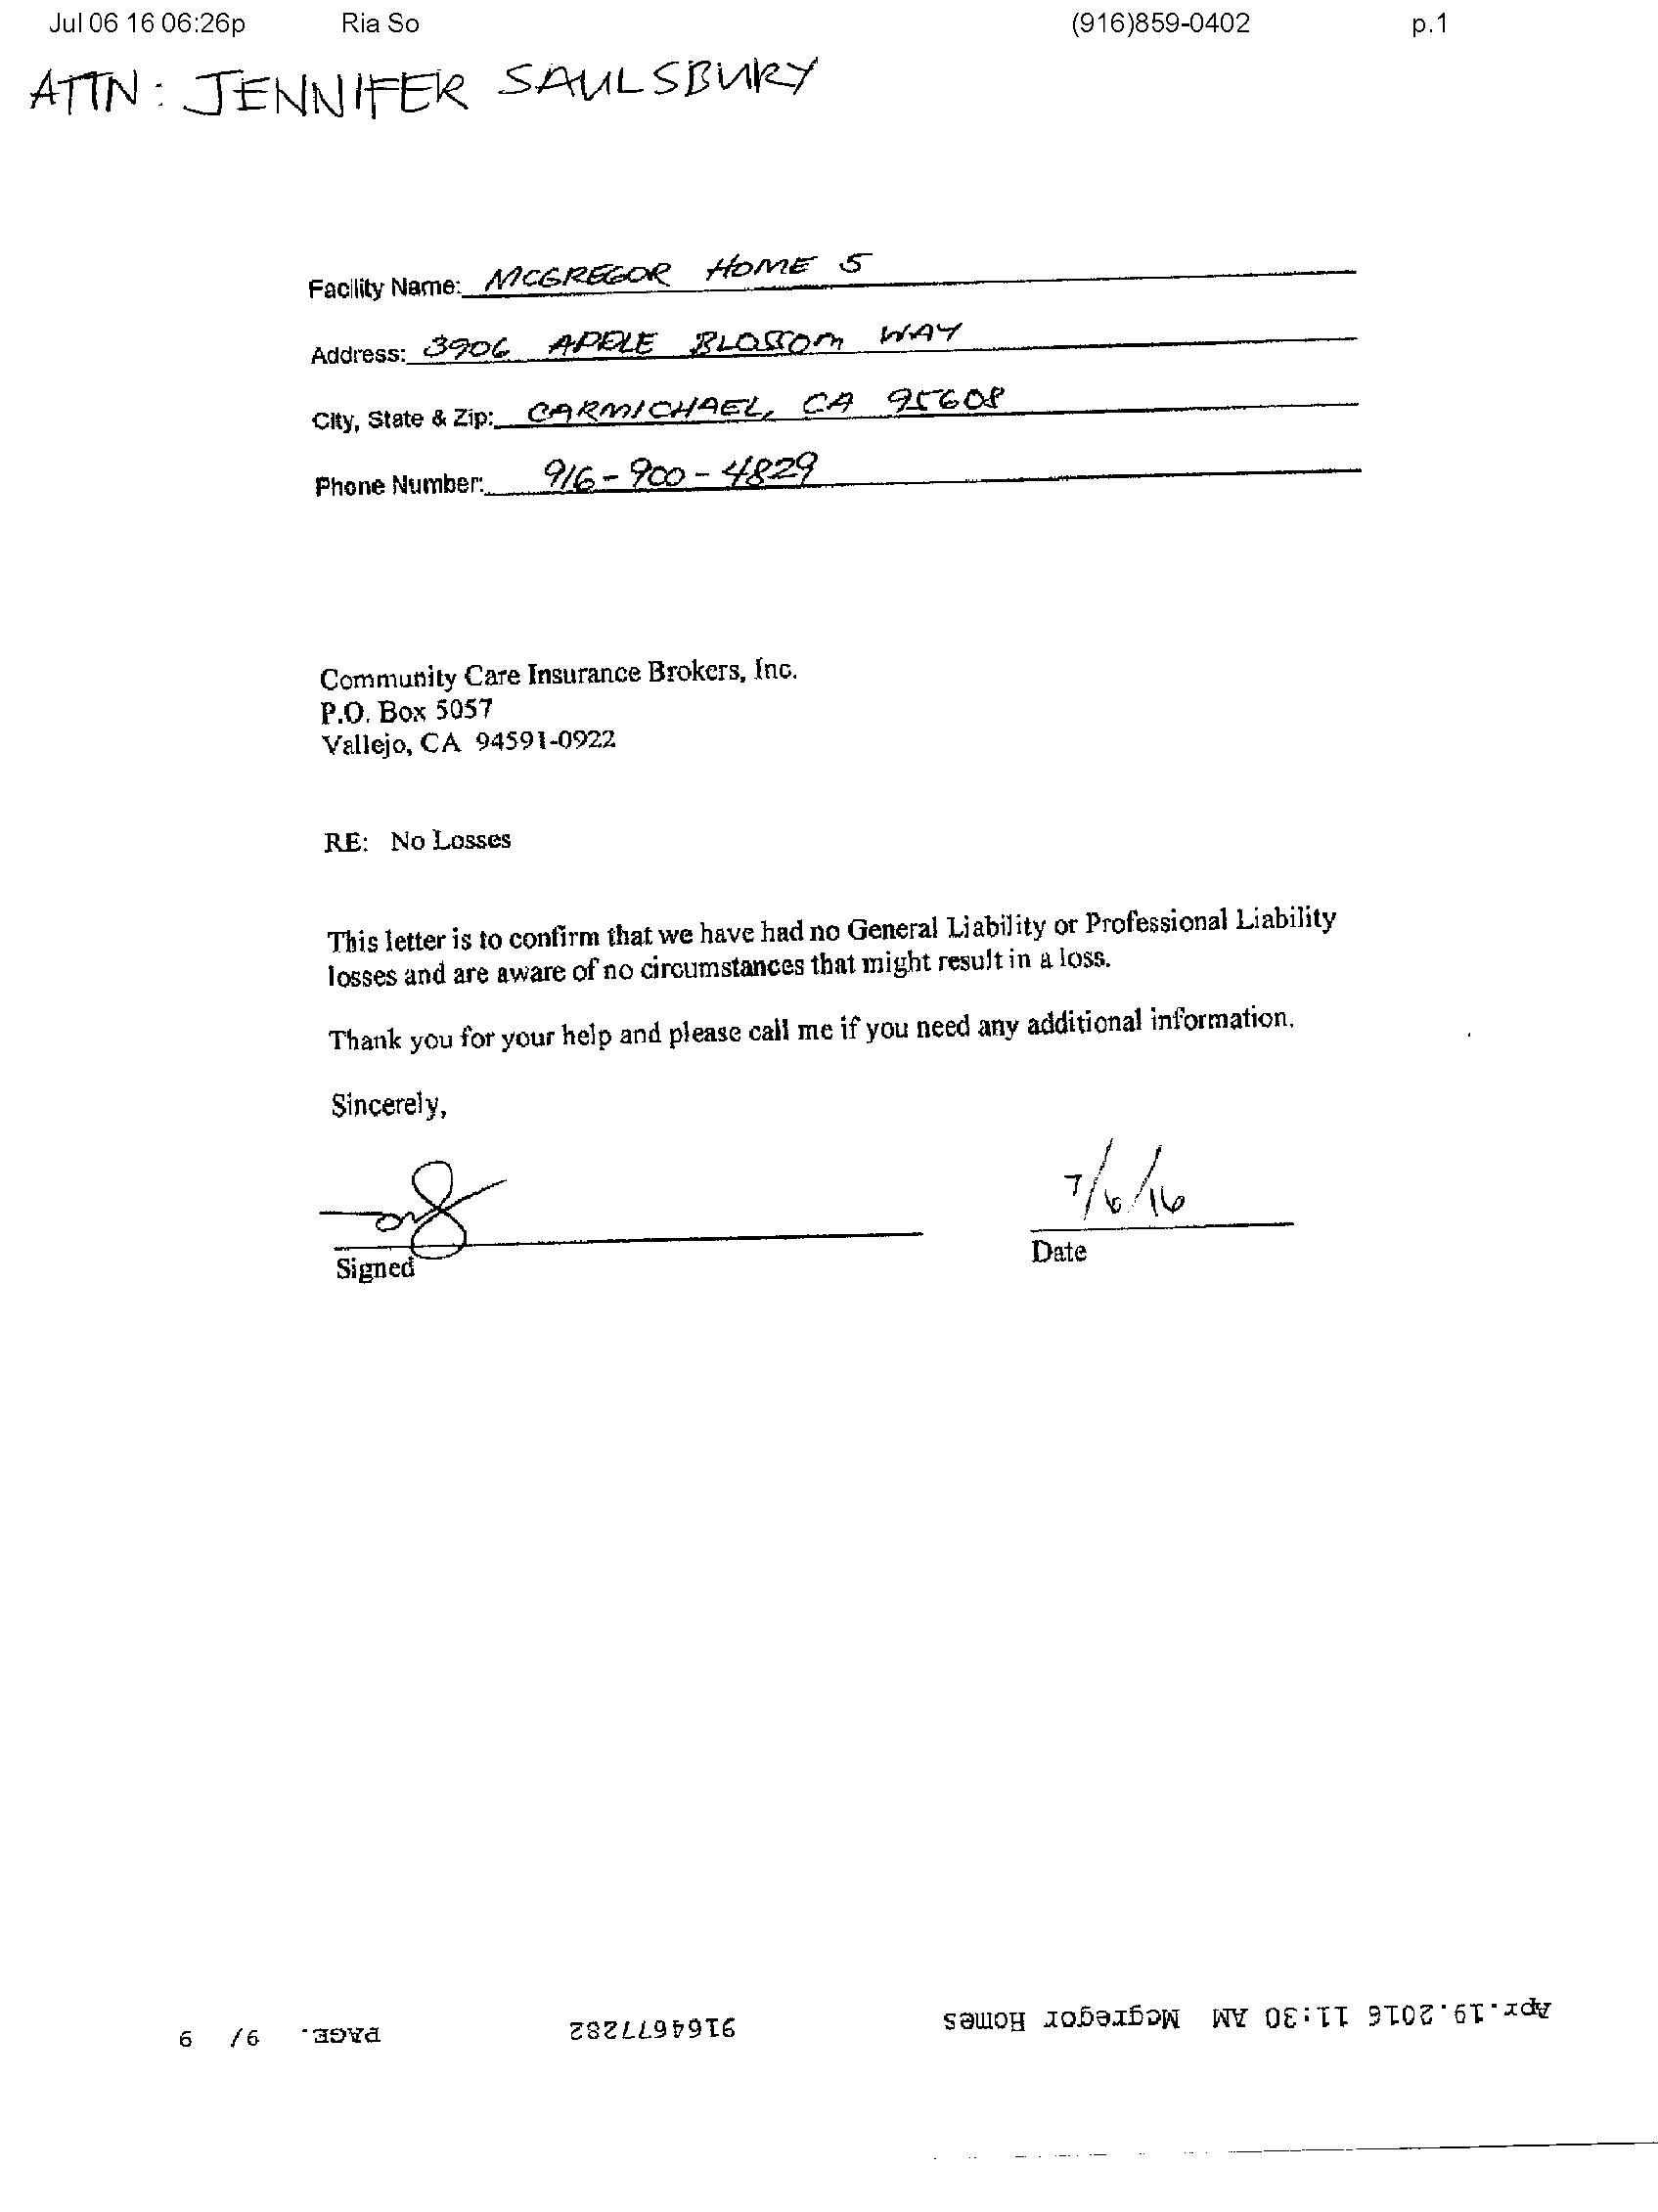 Jul 06 16 06:26p Ria So (916)859-0402 p.1
ATTN: JENNIFER SAULSBURY
Facility Name: MCGREGOR HOME 5
Address: 3906 APPLE BLOSSOM WAY
City, State & Zip: CARMICHAEL, CA 95608
Phone Number: 916-900-4829
Community Care Insurance Brokers, Inc.
P.O. Box 5057
Vallejo, CA 94591-0922
RE: No Losses
This letter is to confirm that we have had no General Liability or Professional Liability
losses and are aware of no circumstances that might result in a loss.
Thank you for your help and please call me if you need any additional information.
Sincerely,
7/6/16
Signed Date
Apr.19.2016 11:30 AM Mcgregor Homes 9164677282 PAGE. 9/ 9